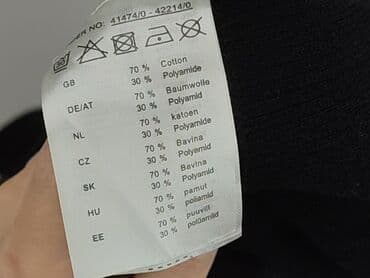 NO: 41474/0 - 42214/0
GB 70 % Cotton
30 % Polyamide
DE/AT 70 % Baumwolle
30 % Polyamid
NL 70 % katoen
30 % Polyamide
CZ 70 % Bavlna
30 % Polyamid
SK 70 % Bavlna
30 % Polyamid
HU 70 % pamut
30 % poliamid
EE 70 % puuvill
30 % polüamiid